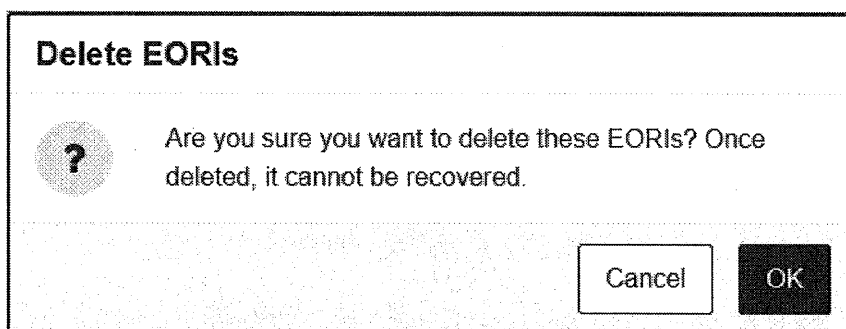 Delete EORIs
?
Are you sure you want to delete these EORIs? Once
deleted, it cannot be recovered.
Cancel
OK